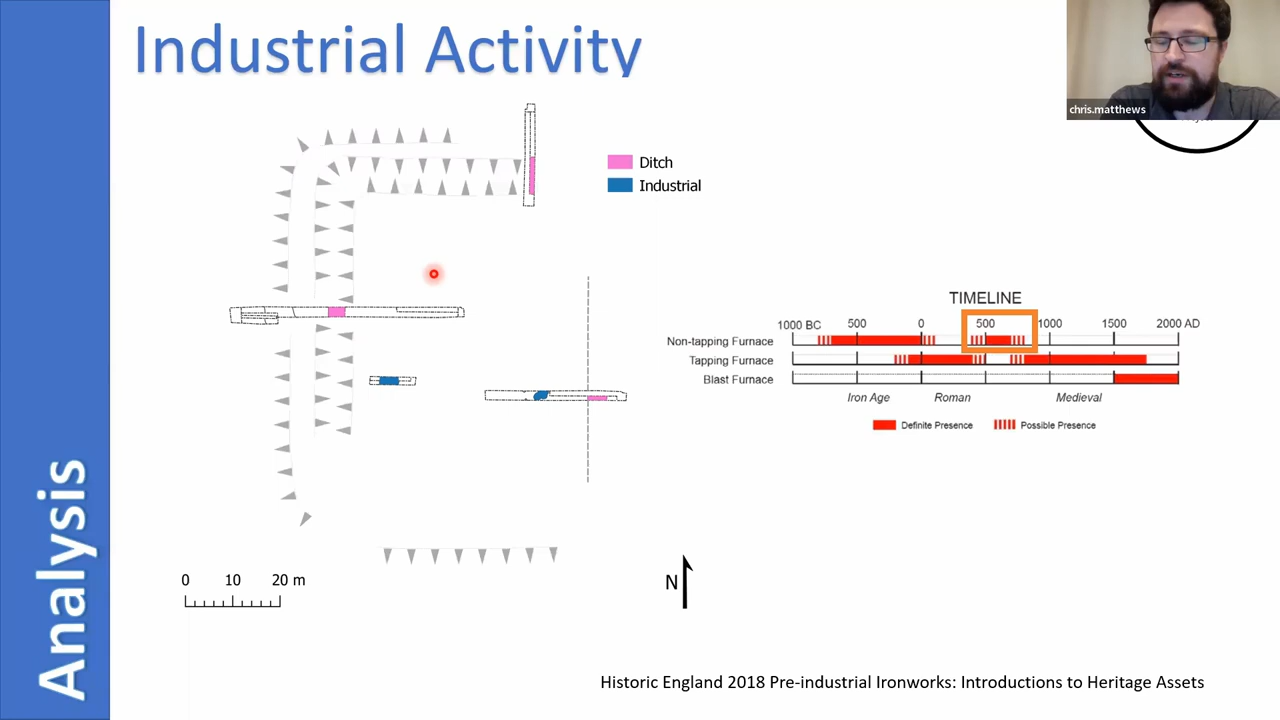 Industrial Activity
chris.matthews
Ditch
Industrial
TIMELINE
1000 BC 500 0 500 1000 1500 2000 AD
Non-tapping Furnace
Tapping Furnace
Blast Furnace
Iron Age Roman Medieval
Definite Presence Possible Presence
Analysis
0 10 20 m
N
Historic England 2018 Pre-industrial Ironworks: Introductions to Heritage Assets